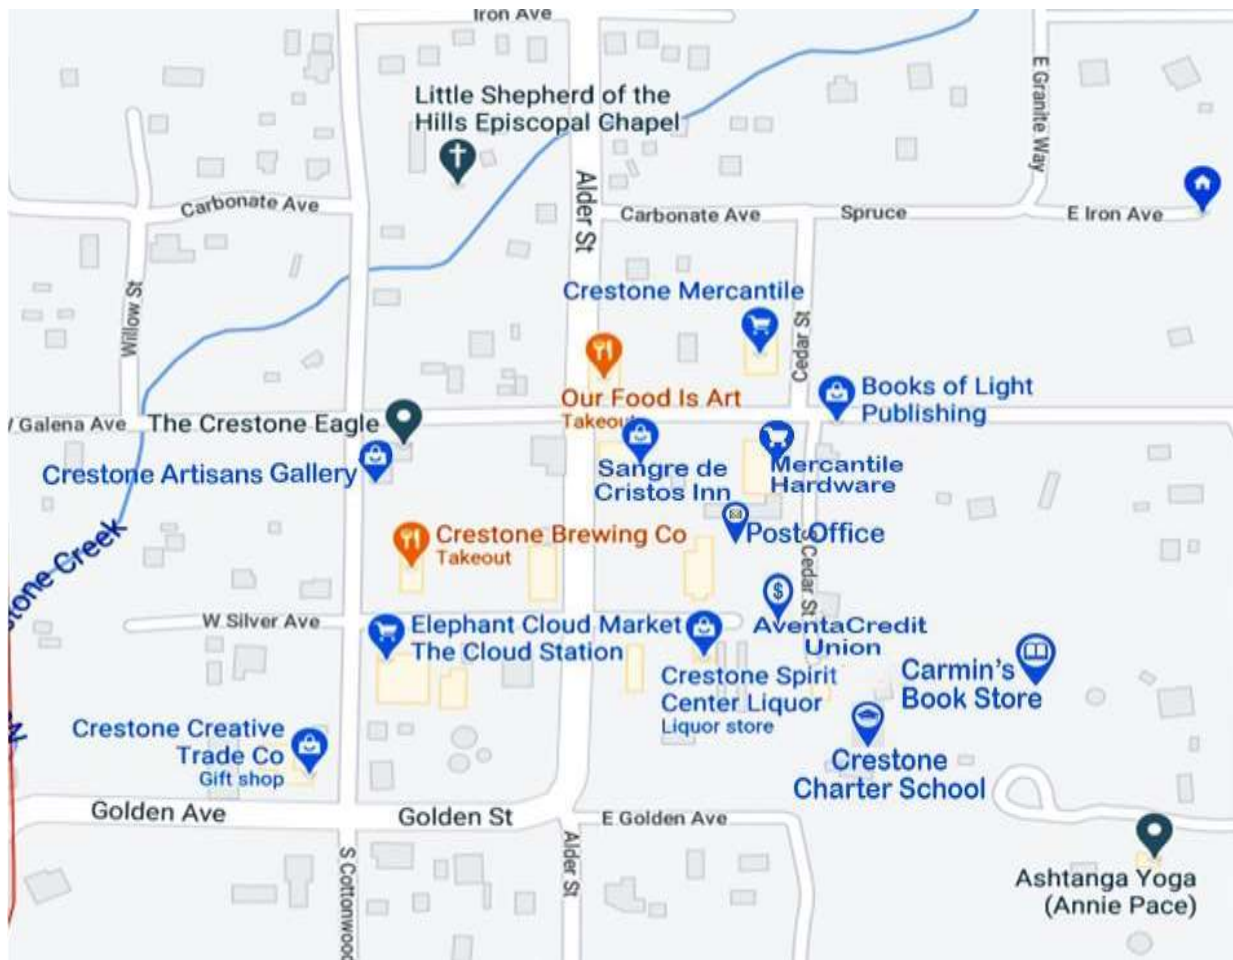 Iron Ave
E Granite Way
Little Shepherd of the
Hills Episcopal Chapel
Alder St
Carbonate Ave
Carbonate Ave
Spruce
E Iron Ave
Willow St
Crestone Mercantile
Cedar St
Our Food Is Art
Takeout
Books of Light
Publishing
W Galena Ave
The Crestone Eagle
Crestone Artisans Gallery
Sangre de
Cristos Inn
Mercantile
Hardware
Crestone Brewing Co
Takeout
Post Office
S Cedar St
stone Creek
W Silver Ave
Elephant Cloud Market
The Cloud Station
AventaCredit
Union
Crestone Spirit
Center Liquor
Liquor store
Carmin's
Book Store
Crestone Creative
Trade Co
Gift shop
Crestone
Charter School
Golden Ave
Golden St
E Golden Ave
S Cottonwood
Alder St
Ashtanga Yoga
(Annie Pace)